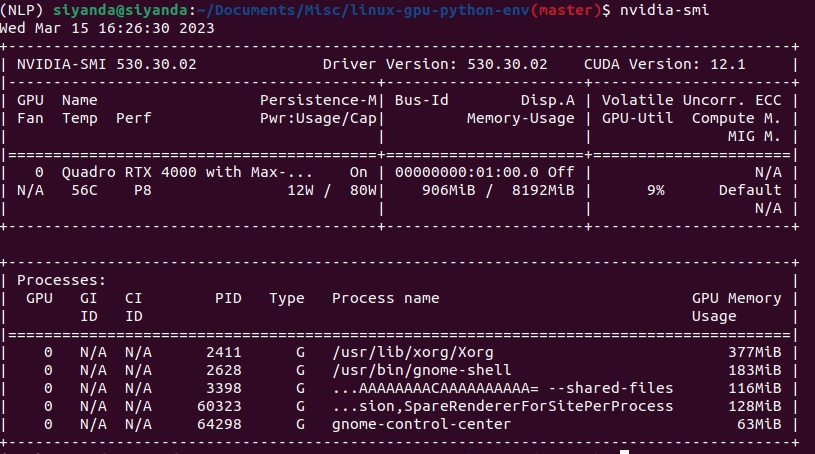 (NLP) siyanda@siyanda:~/Documents/Misc/linux-gpu-python-env(master)$ nvidia-smi
Wed Mar 15 16:26:30 2023
+-----------------------------------------------------------------------------+
| NVIDIA-SMI 530.30.02              Driver Version: 530.30.02    CUDA Version: 12.1     |
|-----------------------------------------+----------------------+----------------------+
| GPU  Name                  Persistence-M| Bus-Id        Disp.A | Volatile Uncorr. ECC |
| Fan  Temp  Perf            Pwr:Usage/Cap|         Memory-Usage | GPU-Util  Compute M. |
|                                         |                      |               MIG M. |
|=========================================+======================+======================|
|   0  Quadro RTX 4000 with Max-...    On | 00000000:01:00.0 Off |                  N/A |
| N/A   56C    P8               12W /  80W|    906MiB /  8192MiB |      9%      Default |
|                                         |                      |                  N/A |
+-----------------------------------------+----------------------+----------------------+
+---------------------------------------------------------------------------------------+
| Processes:                                                                            |
|  GPU   GI   CI        PID   Type   Process name                            GPU Memory |
|        ID   ID                                                             Usage      |
|=======================================================================================|
|    0   N/A  N/A      2411      G   /usr/lib/xorg/Xorg                          377MiB |
|    0   N/A  N/A      2628      G   /usr/bin/gnome-shell                        183MiB |
|    0   N/A  N/A      3398      G   ...AAAAAAAACAAAAAAAAAA= --shared-files      116MiB |
|    0   N/A  N/A     60323      G   ...sion,SpareRendererForSitePerProcess      128MiB |
|    0   N/A  N/A     64298      G   gnome-control-center                         63MiB |
+---------------------------------------------------------------------------------------+